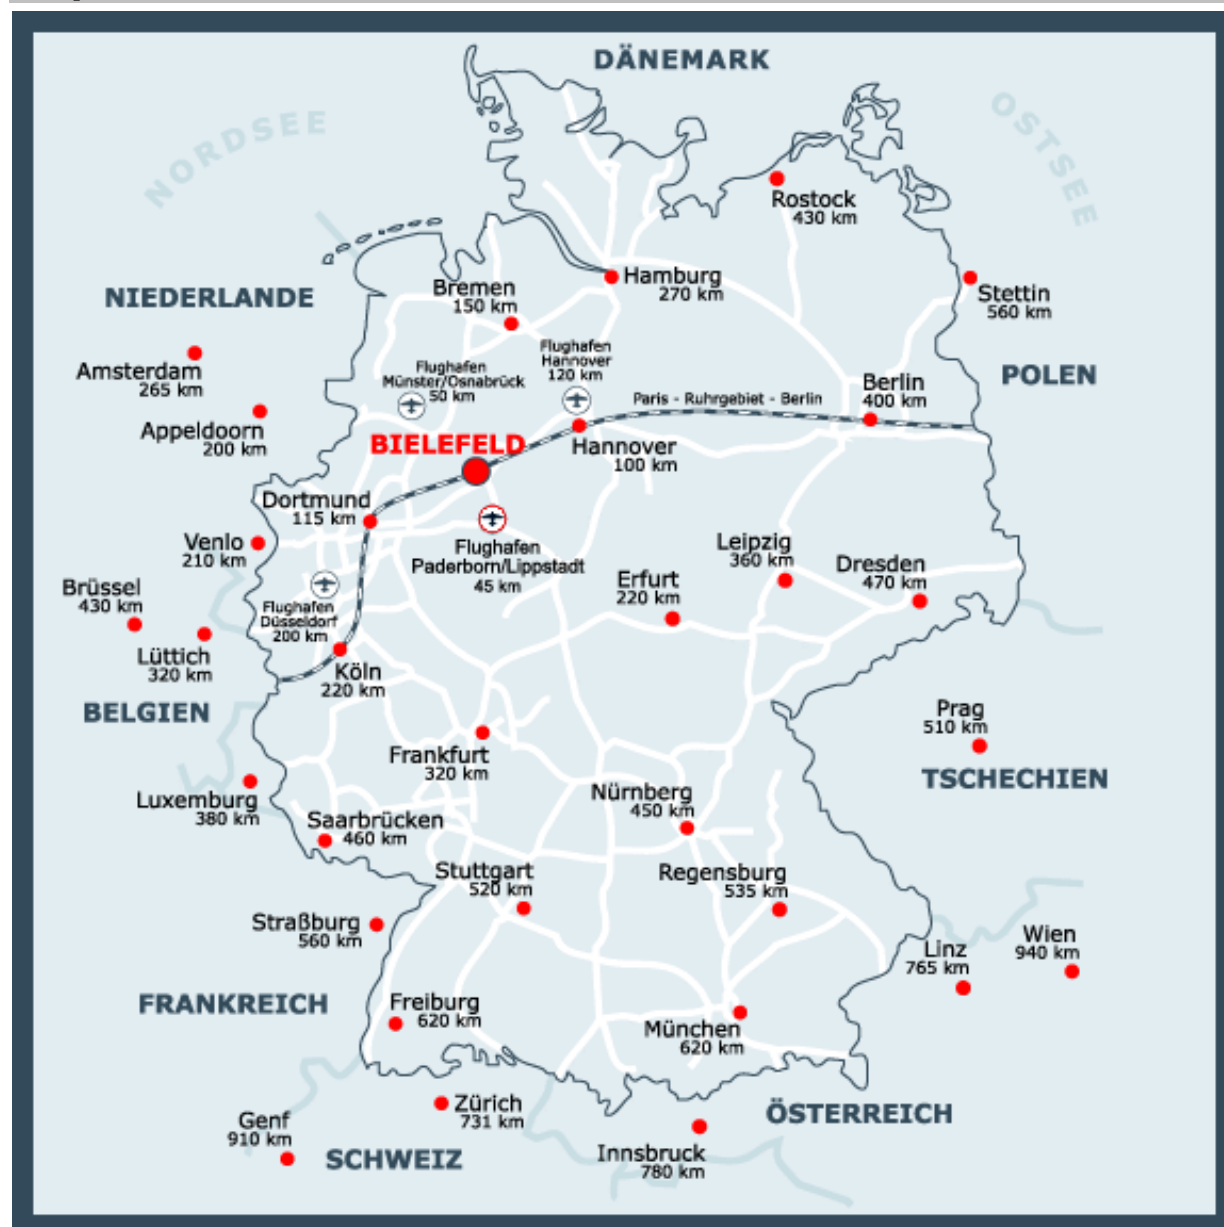 DÄNEMARK
NORDSEE
OSTSEE
Rostock
430 km
Hamburg
270 km
Bremen
150 km
Stettin
560 km
NIEDERLANDE
Amsterdam
265 km
Appeldoorn
200 km
Flughafen
Münster/Osnabrück
50 km
Flughafen
Hannover
120 km
Paris - Ruhrgebiet - Berlin
Berlin
400 km
POLEN
BIELEFELD
Hannover
100 km
Dortmund
115 km
Venlo
210 km
Flughafen
Paderborn/Lippstadt
45 km
Leipzig
360 km
Dresden
470 km
Erfurt
220 km
Brüssel
430 km
Flughafen
Düsseldorf
200 km
Lüttich
320 km
Köln
220 km
BELGIEN
Prag
510 km
TSCHECHIEN
Frankfurt
320 km
Luxemburg
380 km
Nürnberg
450 km
Saarbrücken
460 km
Stuttgart
520 km
Regensburg
535 km
Straßburg
560 km
Linz
765 km
Wien
940 km
FRANKREICH
Freiburg
620 km
München
620 km
Zürich
731 km
ÖSTERREICH
Genf
910 km
SCHWEIZ
Innsbruck
780 km